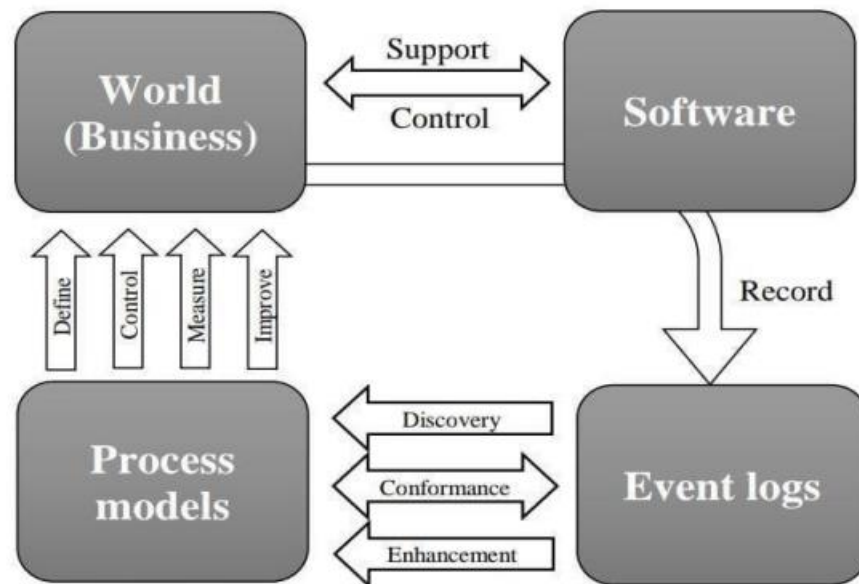 World
(Business)
Support
Control
Software
Define
Control
Measure
Improve
Record
Process
models
Discovery
Conformance
Enhancement
Event logs